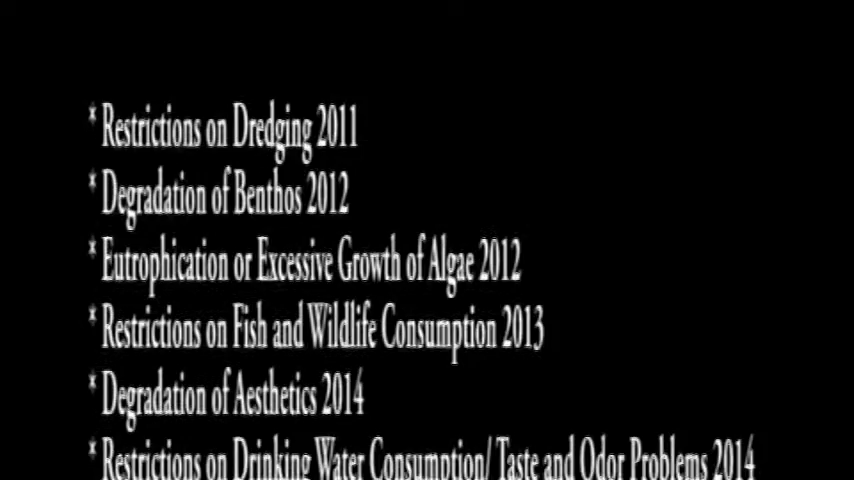 * Restrictions on Dredging 2011
* Degradation of Benthos 2012
* Eutrophication or Excessive Growth of Algae 2012
* Restrictions on Fish and Wildlife Consumption 2013
* Degradation of Aesthetics 2014
* Restrictions on Drinking Water Consumption/ Taste and Odor Problems 2014